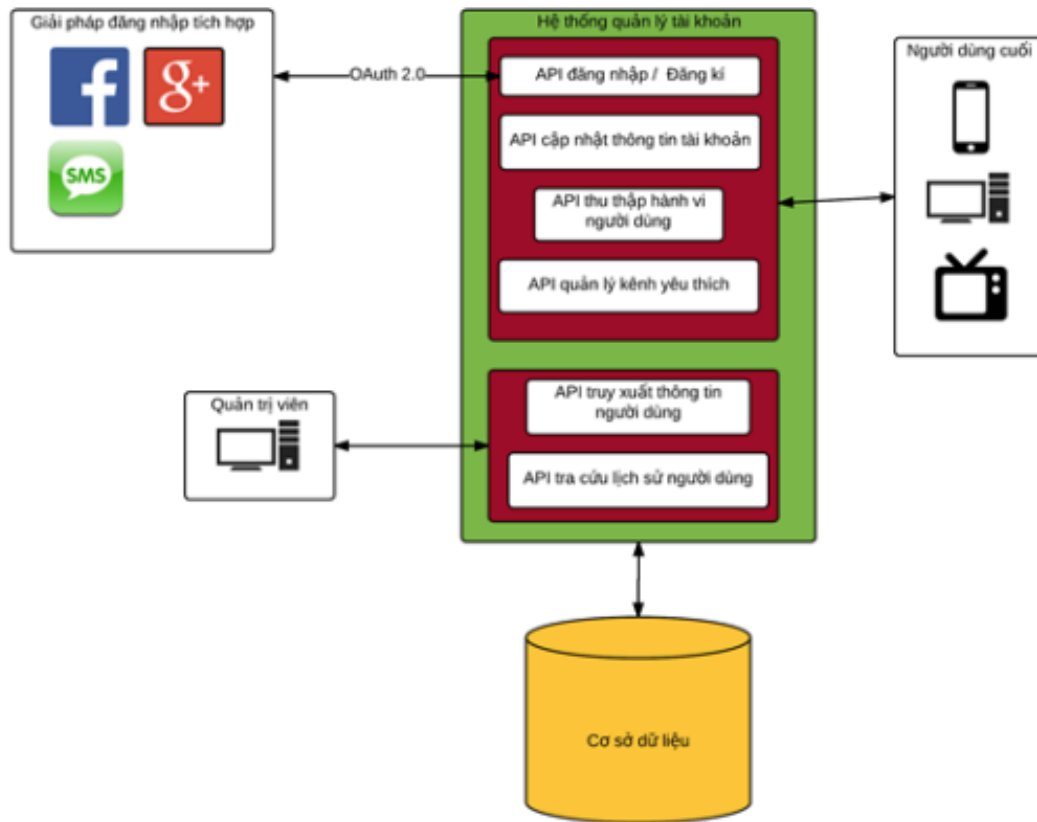 Giải pháp đăng nhập tích hợp
Hệ thống quản lý tài khoản
Người dùng cuối
f
g+
SMS
OAuth 2.0
API đăng nhập / Đăng kí
API cập nhật thông tin tài khoản
API thu thập hành vi
người dùng
API quản lý kênh yêu thích
Quản trị viên
API truy xuất thông tin
người dùng
API tra cứu lịch sử người dùng
Cơ sở dữ liệu